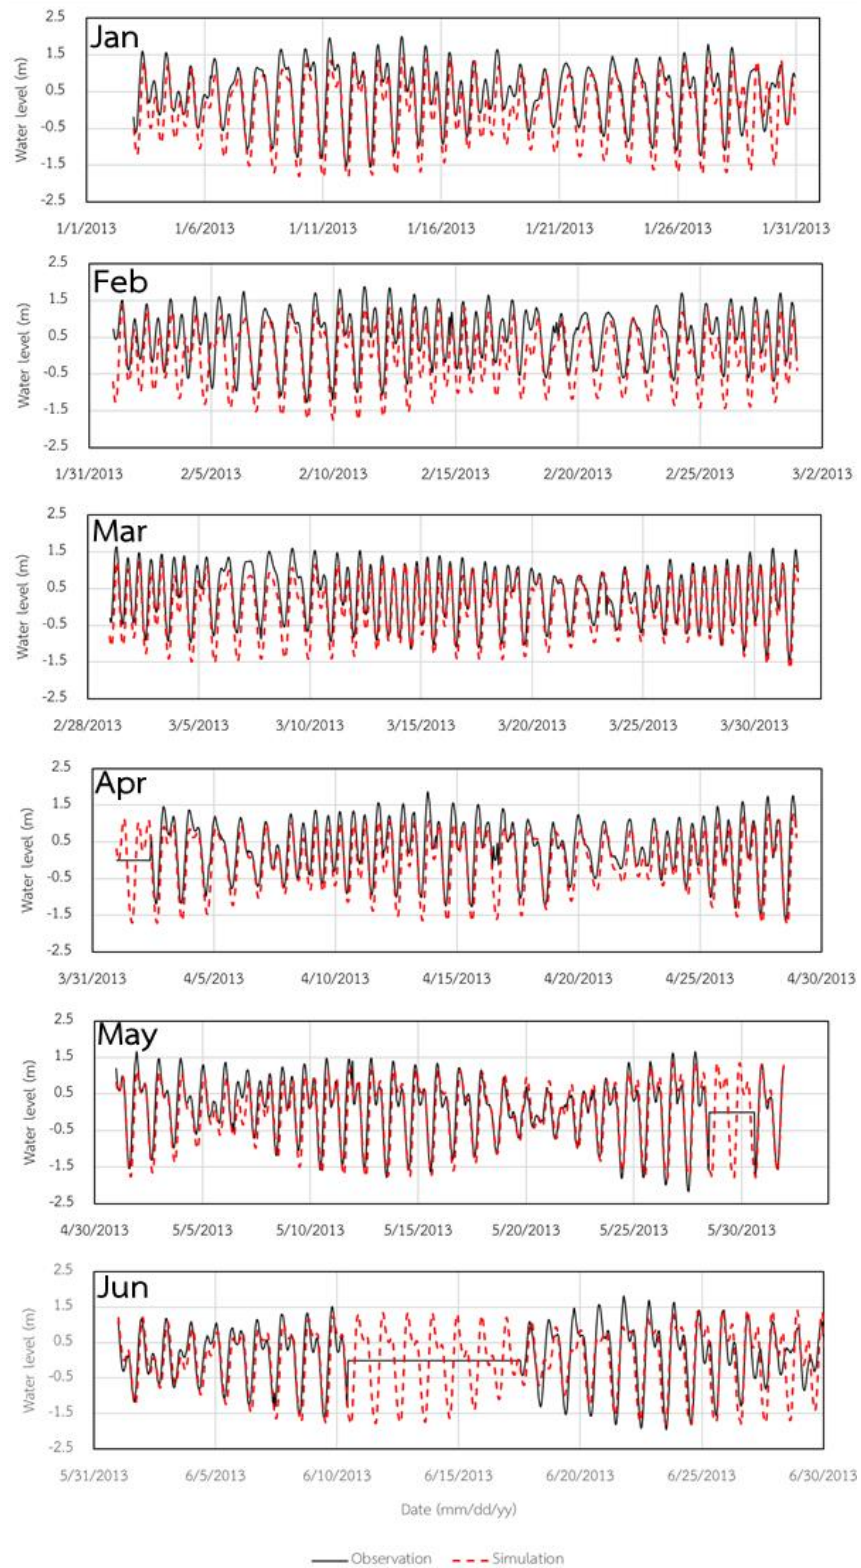 Jan
Water level (m)
2.5
1.5
0.5
-0.5
-1.5
-2.5
1/1/2013 1/6/2013 1/11/2013 1/16/2013 1/21/2013 1/26/2013 1/31/2013
Feb
Water level (m)
2.5
1.5
0.5
-0.5
-1.5
-2.5
1/31/2013 2/5/2013 2/10/2013 2/15/2013 2/20/2013 2/25/2013 3/2/2013
Mar
Water level (m)
2.5
1.5
0.5
-0.5
-1.5
-2.5
2/28/2013 3/5/2013 3/10/2013 3/15/2013 3/20/2013 3/25/2013 3/30/2013
Apr
Water level (m)
2.5
1.5
0.5
-0.5
-1.5
-2.5
3/31/2013 4/5/2013 4/10/2013 4/15/2013 4/20/2013 4/25/2013 4/30/2013
May
Water level (m)
2.5
1.5
0.5
-0.5
-1.5
-2.5
4/30/2013 5/5/2013 5/10/2013 5/15/2013 5/20/2013 5/25/2013 5/30/2013
Jun
Water level (m)
2.5
1.5
0.5
-0.5
-1.5
-2.5
5/31/2013 6/5/2013 6/10/2013 6/15/2013 6/20/2013 6/25/2013 6/30/2013
Date (mm/dd/yy)
Observation Simulation